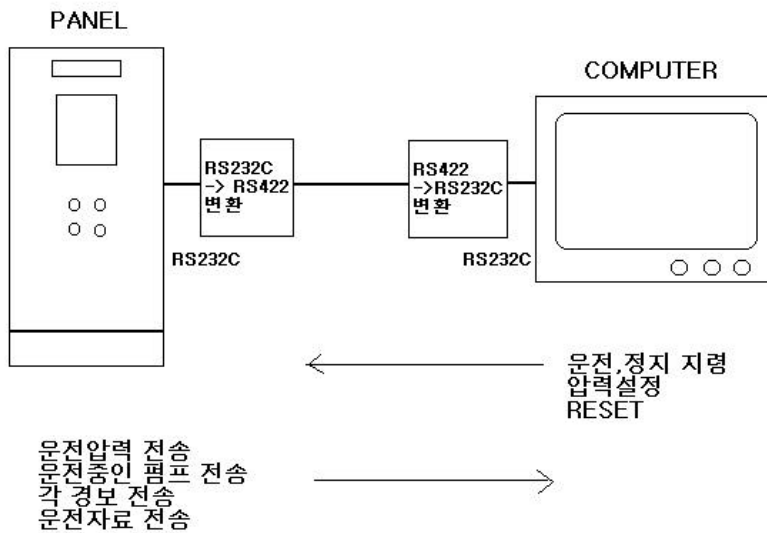 PANEL
COMPUTER
RS232C
-> RS422
변환
RS422
->RS232C
변환
RS232C
RS232C
운전,정지 지령
압력설정
RESET
운전압력 전송
운전중인 펌프 전송
각 경보 전송
운전자료 전송